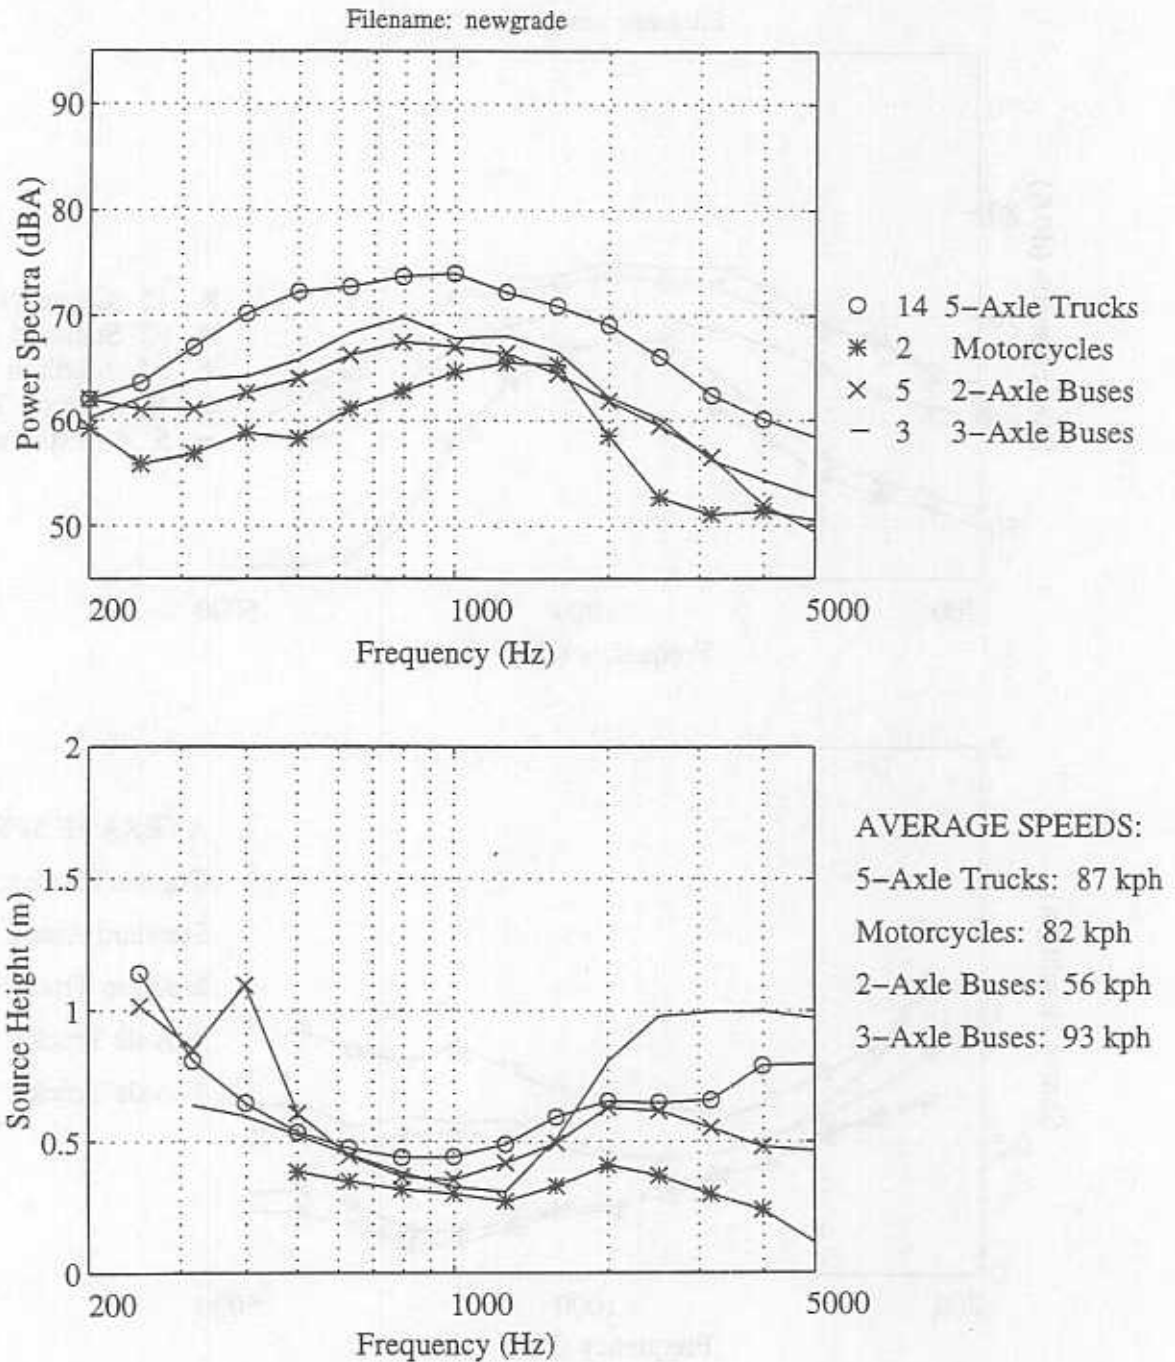 Filename: newgrade
90
80
70
60
50
Power Spectra (dBA)
200 1000 5000
Frequency (Hz)
14 5-Axle Trucks
2 Motorcycles
5 2-Axle Buses
3 3-Axle Buses
2
1.5
1
0.5
0
Source Height (m)
200 1000 5000
Frequency (Hz)
AVERAGE SPEEDS:
5-Axle Trucks: 87 kph
Motorcycles: 82 kph
2-Axle Buses: 56 kph
3-Axle Buses: 93 kph